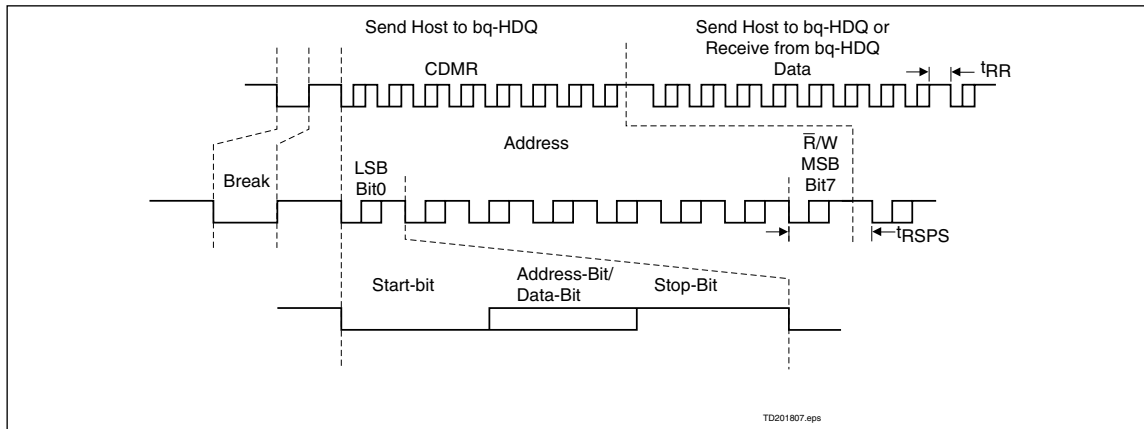 Send Host to bq-HDQ
Send Host to bq-HDQ or
Receive from bq-HDQ
CDMR
Data
tRR
Address
R̅/W
MSB
Bit7
LSB
Bit0
Break
tRSPS
Start-bit
Address-Bit/
Data-Bit
Stop-Bit
TD201807.eps